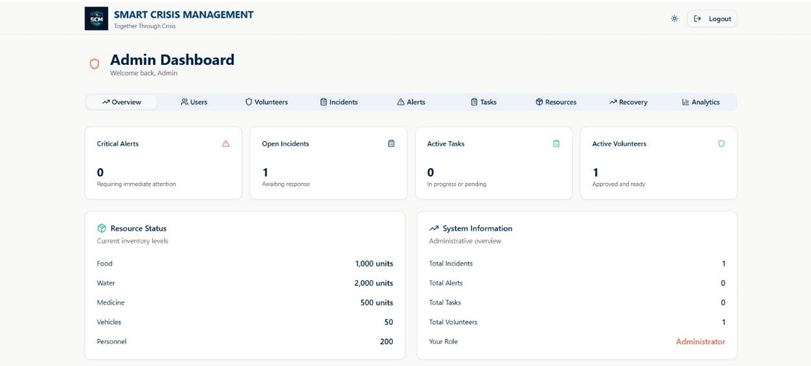 SCM
SMART CRISIS MANAGEMENT
Together Through Crisis
Logout
Admin Dashboard
Welcome back, Admin
Overview Users Volunteers Incidents Alerts Tasks Resources Recovery Analytics
Critical Alerts
0
Requiring immediate attention
Open Incidents
1
Awaiting response
Active Tasks
0
In progress or pending
Active Volunteers
1
Approved and ready
Resource Status
Current inventory levels
Food 1,000 units
Water 2,000 units
Medicine 500 units
Vehicles 50
Personnel 200
System Information
Administrative overview
Total Incidents 1
Total Alerts 0
Total Tasks 0
Total Volunteers 1
Your Role Administrator